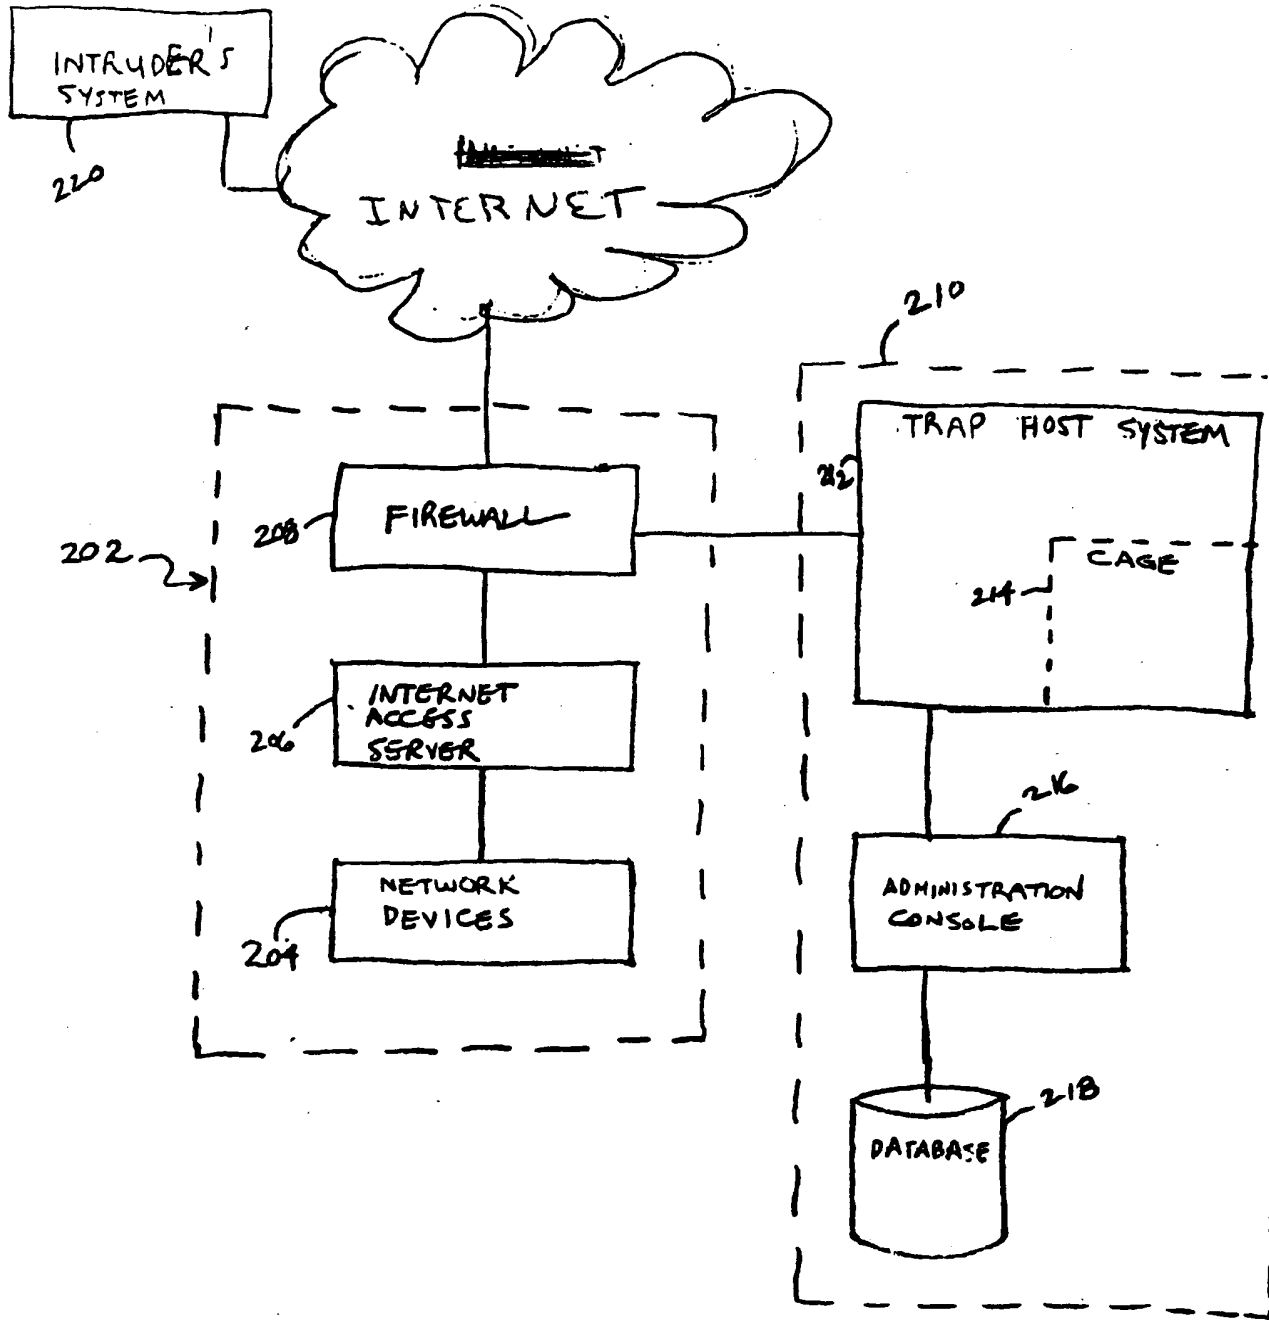 INTRUDER'S
SYSTEM
220
INTERNET
210
TRAP HOST SYSTEM
212
FIREWALL
208
202
CAGE
214
INTERNET
ACCESS
SERVER
206
216
NETWORK
DEVICES
204
ADMINISTRATION
CONSOLE
218
DATABASE